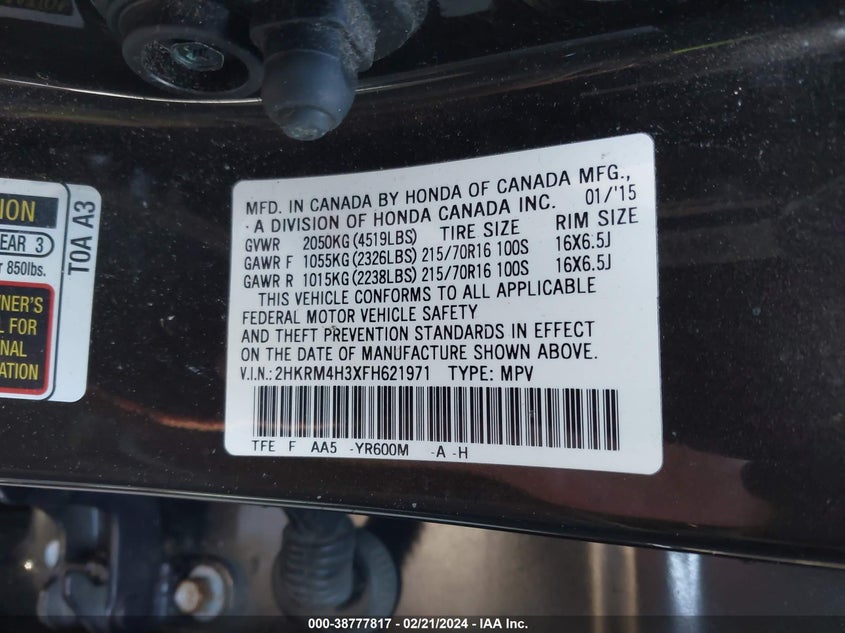 MFD. IN CANADA BY HONDA OF CANADA MFG.,
A DIVISION OF HONDA CANADA INC. 01/'15
GVWR 2050KG (4519LBS) TIRE SIZE RIM SIZE
GAWR F 1055KG (2326LBS) 215/70R16 100S 16X6.5J
GAWR R 1015KG (2238LBS) 215/70R16 100S 16X6.5J
THIS VEHICLE CONFORMS TO ALL APPLICABLE
FEDERAL MOTOR VEHICLE SAFETY
AND THEFT PREVENTION STANDARDS IN EFFECT
ON THE DATE OF MANUFACTURE SHOWN ABOVE.
V.I.N.: 2HKRM4H3XFH621971 TYPE: MPV
TFE F AA5 -YR600M -A -H
ION
EAR 3
r 850lbs.
NER'S
L FOR
NAL
ATION
T0A A3
000-38777817 - 02/21/2024 - IAA Inc.